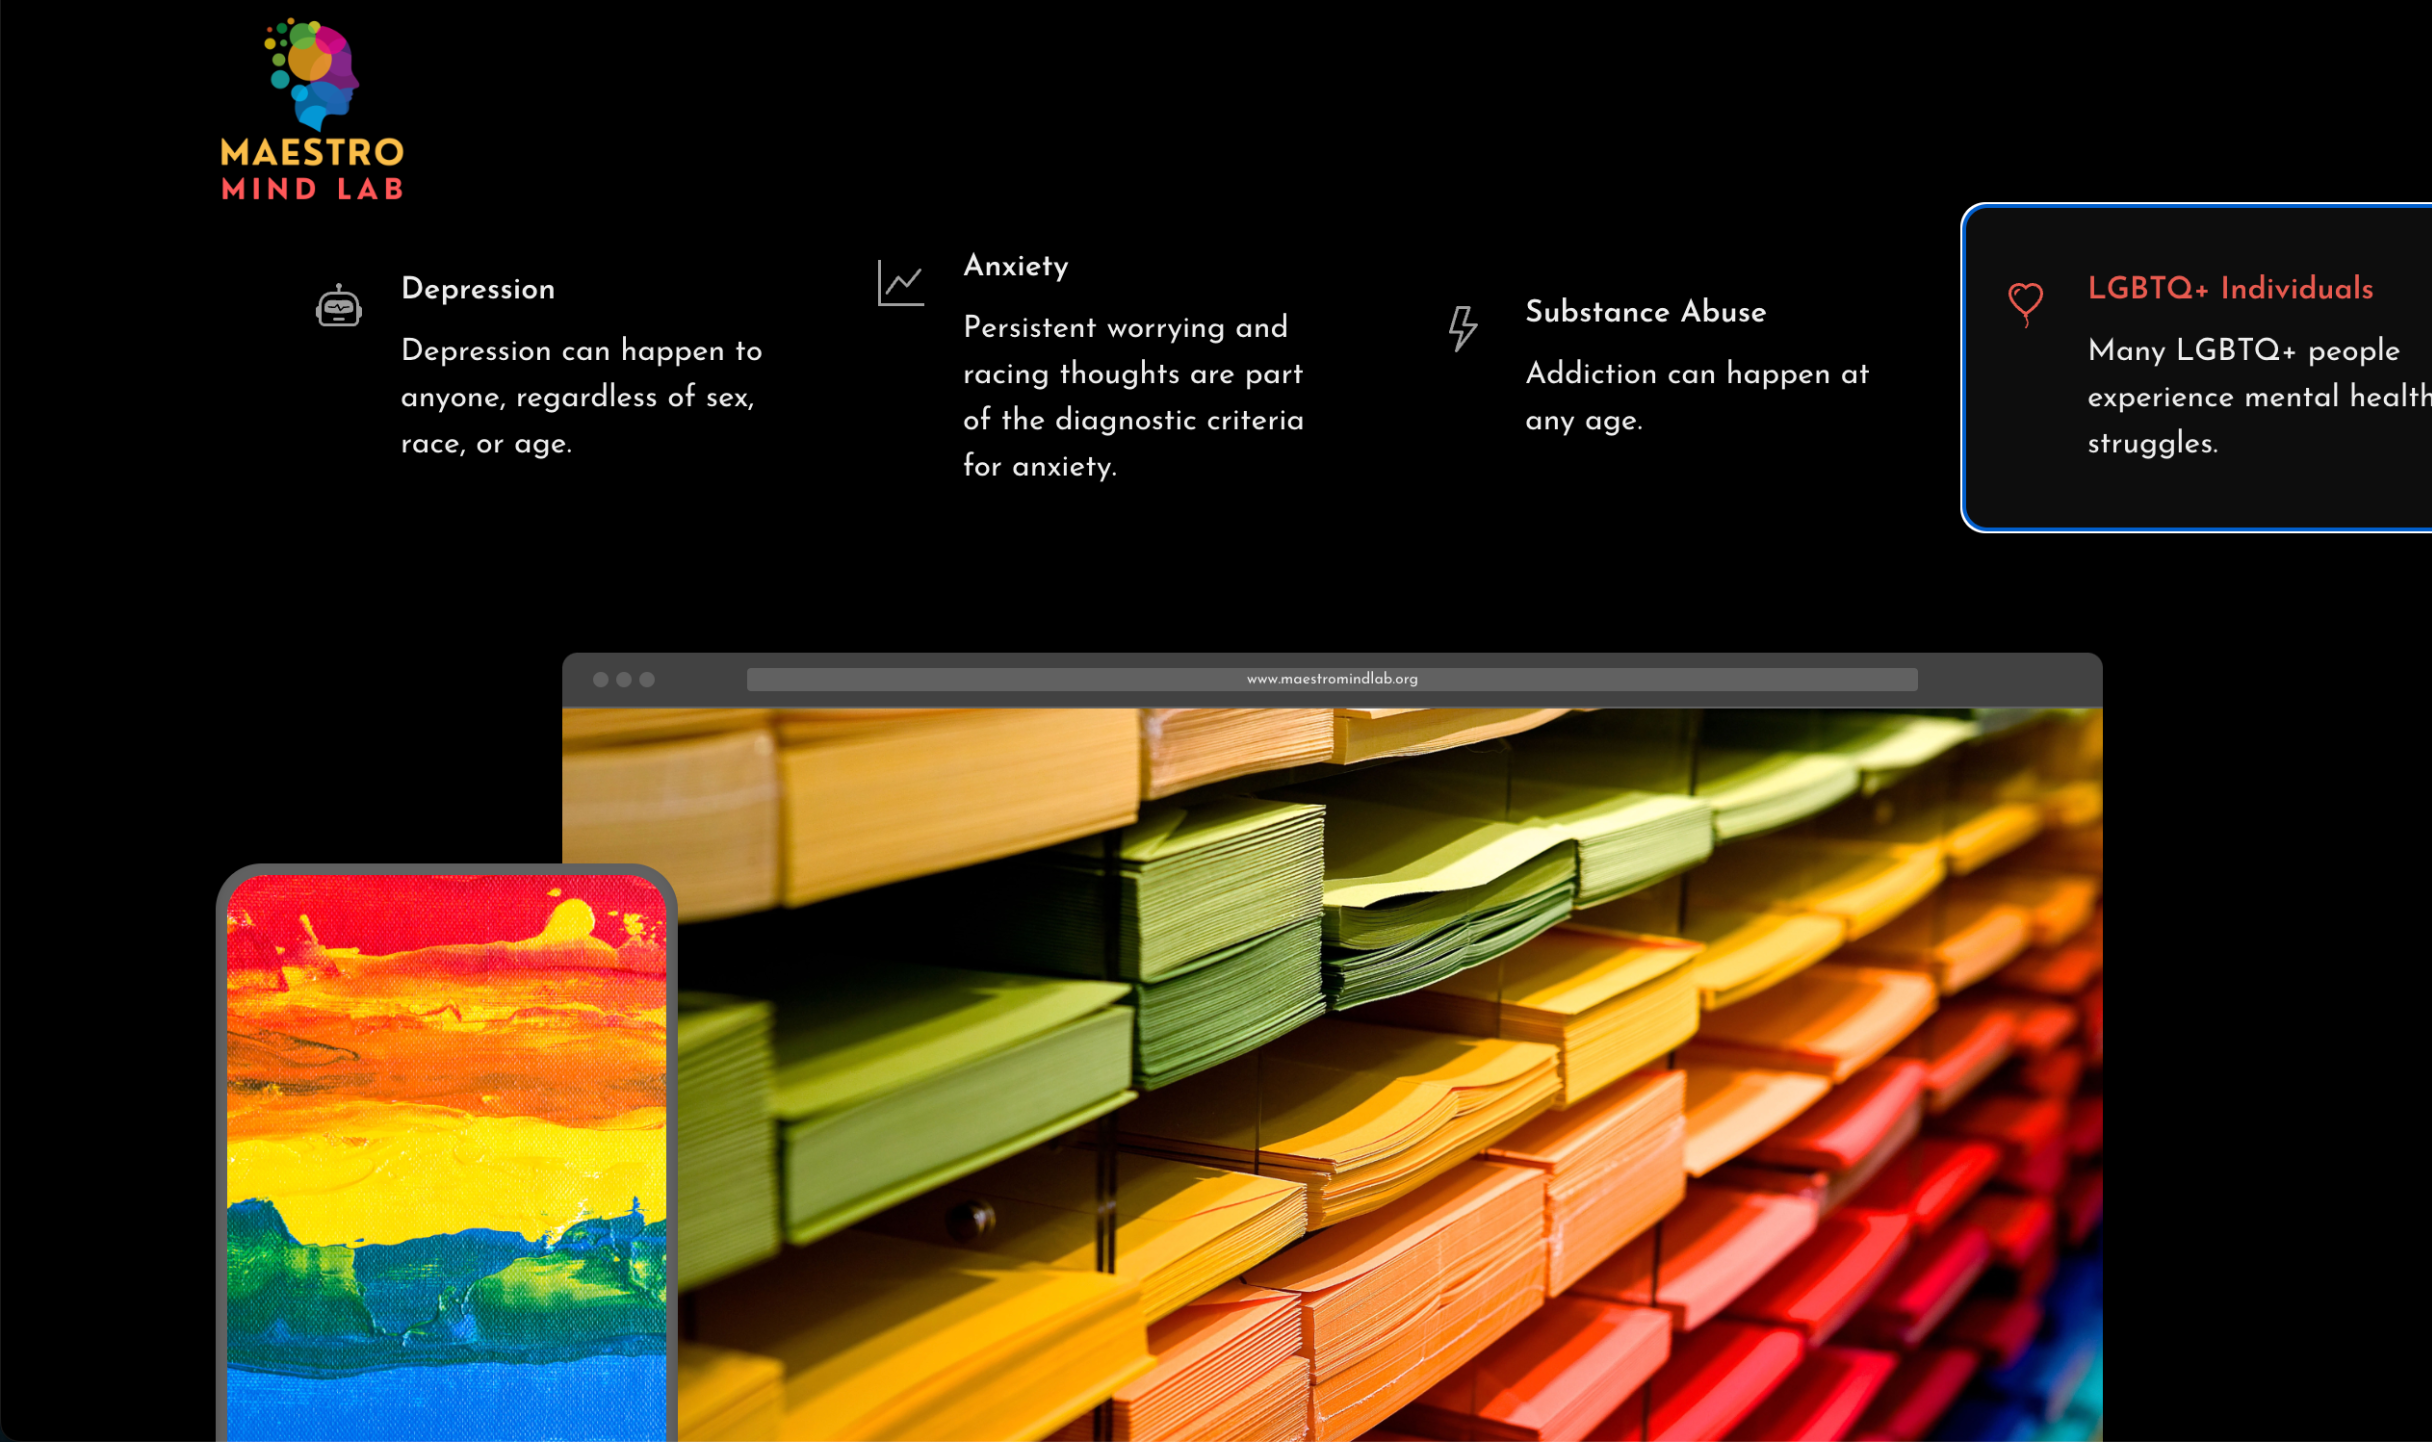 MAESTRO
MIND LAB
Depression
Depression can happen to
anyone, regardless of sex,
race, or age.
Anxiety
Persistent worrying and
racing thoughts are part
of the diagnostic criteria
for anxiety.
Substance Abuse
Addiction can happen at
any age.
LGBTQ+ Individuals
Many LGBTQ+ people
experience mental health
struggles.
www.maestromindlab.org